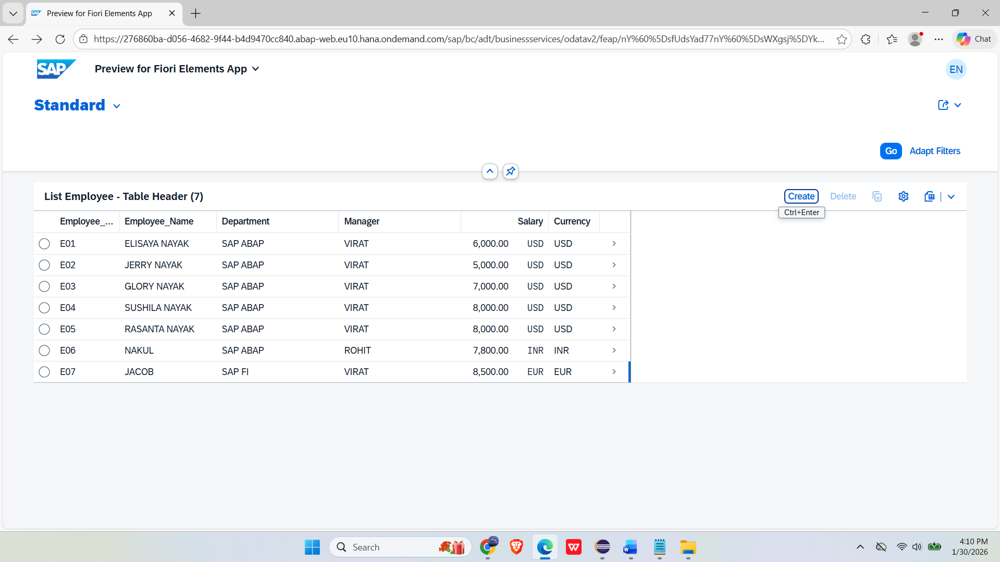 Preview for Fiori Elements App
https://276860ba-d056-4682-9f44-b4d9470cc840.abap-web.eu10.hana.ondemand.com/sap/bc/adt/businessservices/odatav2/feap/nY%60%5DsfUdsYad77nY%60%5DsWXgsj%5DYk...
Chat
SAP Preview for Fiori Elements App
EN
Standard
Go Adapt Filters
List Employee - Table Header (7)
Create Delete
Ctrl+Enter
Employee_... Employee_Name Department Manager Salary Currency
E01 ELISAYA NAYAK SAP ABAP VIRAT 6,000.00 USD USD
E02 JERRY NAYAK SAP ABAP VIRAT 5,000.00 USD USD
E03 GLORY NAYAK SAP ABAP VIRAT 7,000.00 USD USD
E04 SUSHILA NAYAK SAP ABAP VIRAT 8,000.00 USD USD
E05 RASANTA NAYAK SAP ABAP VIRAT 8,000.00 USD USD
E06 NAKUL SAP ABAP ROHIT 7,800.00 INR INR
E07 JACOB SAP FI VIRAT 8,500.00 EUR EUR
Search
4:10 PM
1/30/2026